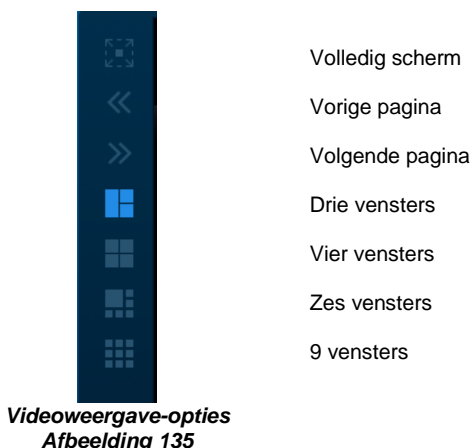 Volledig scherm
Vorige pagina
Volgende pagina
Drie vensters
Vier vensters
Zes vensters
9 vensters
Videoweergave-opties
Afbeelding 135